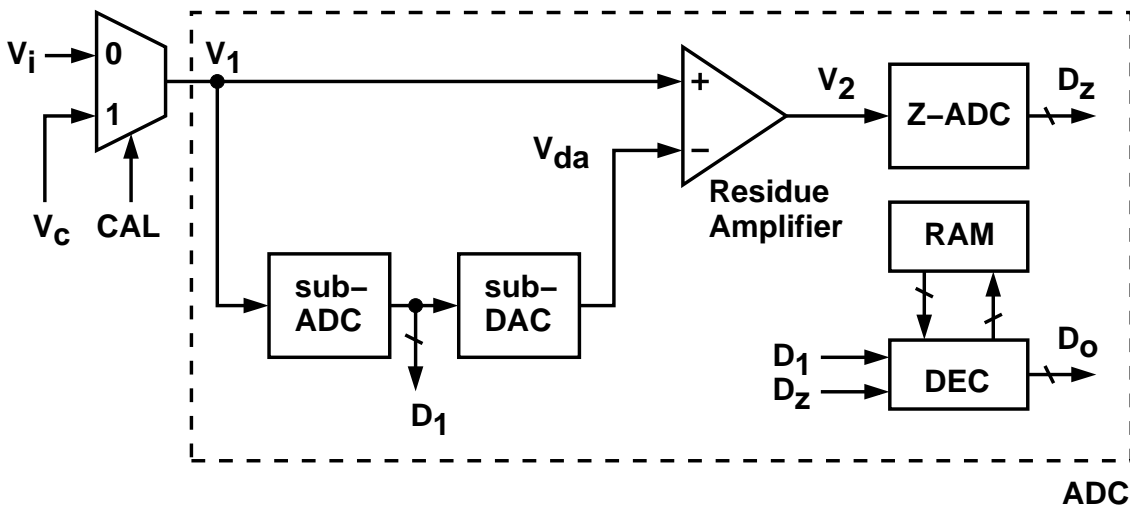 Vi
0
1
Vc
CAL
V1
+
−
Vda
Residue
Amplifier
V2
Z−ADC
Dz
RAM
sub−
ADC
sub−
DAC
D1
D1
Dz
DEC
Do
ADC